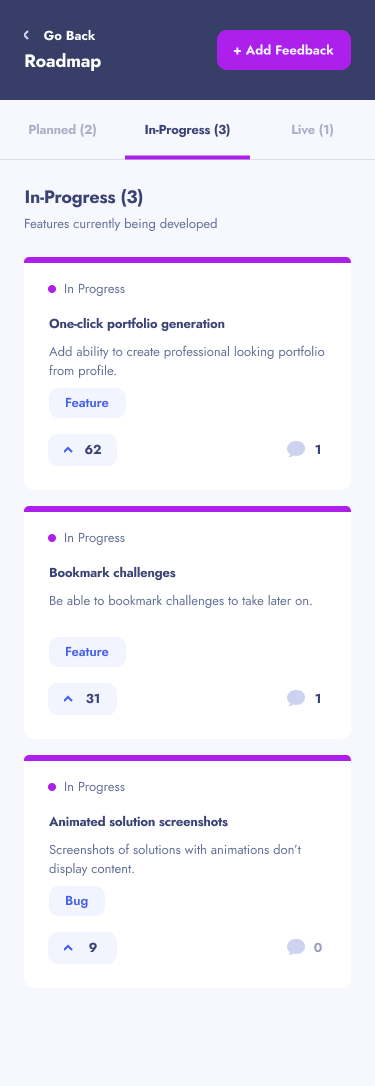 Go Back
Roadmap
+ Add Feedback
Planned (2)
In-Progress (3)
Live (1)
In-Progress (3)
Features currently being developed
In Progress
One-click portfolio generation
Add ability to create professional looking portfolio
from profile.
Feature
62
1
In Progress
Bookmark challenges
Be able to bookmark challenges to take later on.
Feature
31
1
In Progress
Animated solution screenshots
Screenshots of solutions with animations don’t
display content.
Bug
9
0